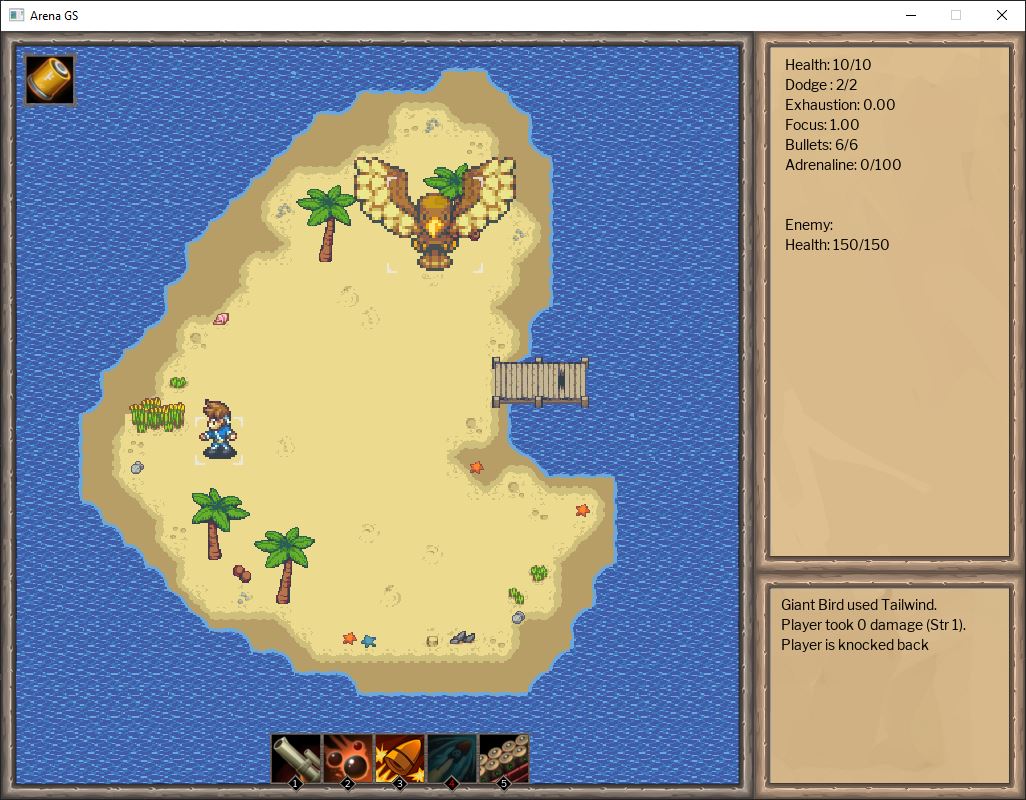 Arena GS
Health: 10/10
Dodge : 2/2
Exhaustion: 0.00
Focus: 1.00
Bullets: 6/6
Adrenaline: 0/100
Enemy:
Health: 150/150
Giant Bird used Tailwind.
Player took 0 damage (Str 1).
Player is knocked back
1 2 3 4 5